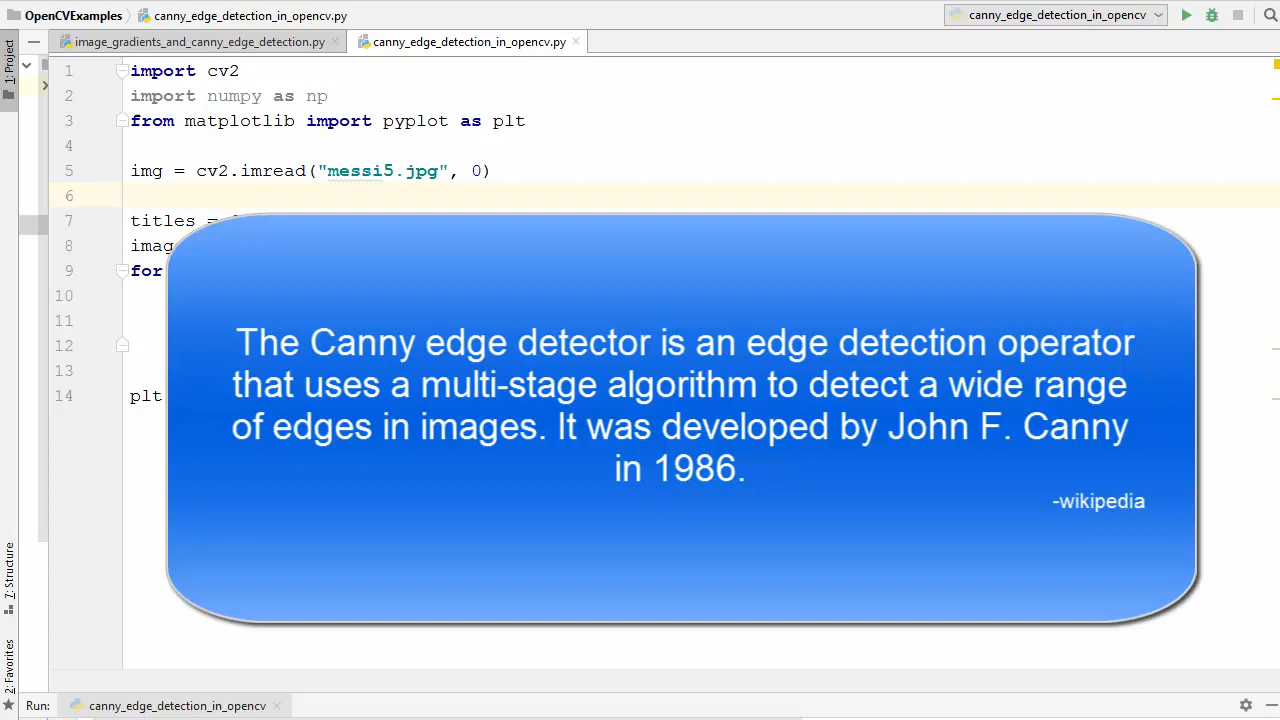 OpenCVExamples canny_edge_detection_in_opencv.py canny_edge_detection_in_opencv
image_gradients_and_canny_edge_detection.py canny_edge_detection_in_opencv.py
1: Project
1 import cv2
2 import numpy as np
3 from matplotlib import pyplot as plt
4
5 img = cv2.imread("messi5.jpg", 0)
6
7 titles =
8 imag
9 for
10
11
12
13
14 plt
The Canny edge detector is an edge detection operator
that uses a multi-stage algorithm to detect a wide range
of edges in images. It was developed by John F. Canny
in 1986.
-wikipedia
7: Structure
2: Favorites
Run: canny_edge_detection_in_opencv